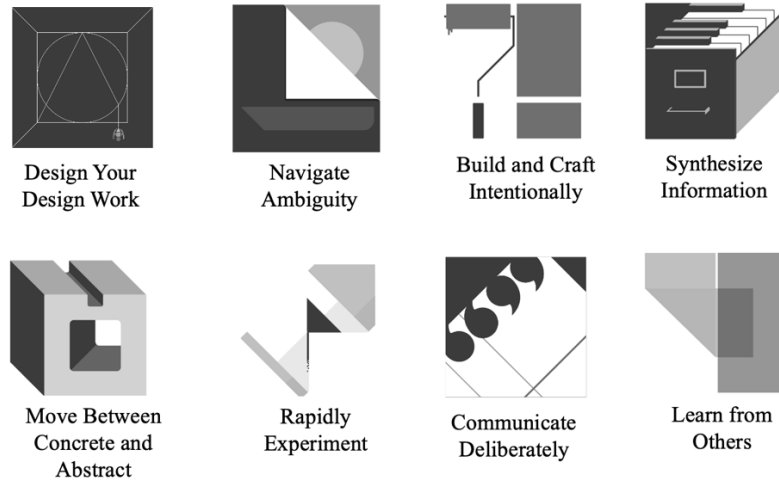 Design Your
Design Work
Navigate
Ambiguity
Build and Craft
Intentionally
Synthesize
Information
Move Between
Concrete and
Abstract
Rapidly
Experiment
Communicate
Deliberately
Learn from
Others